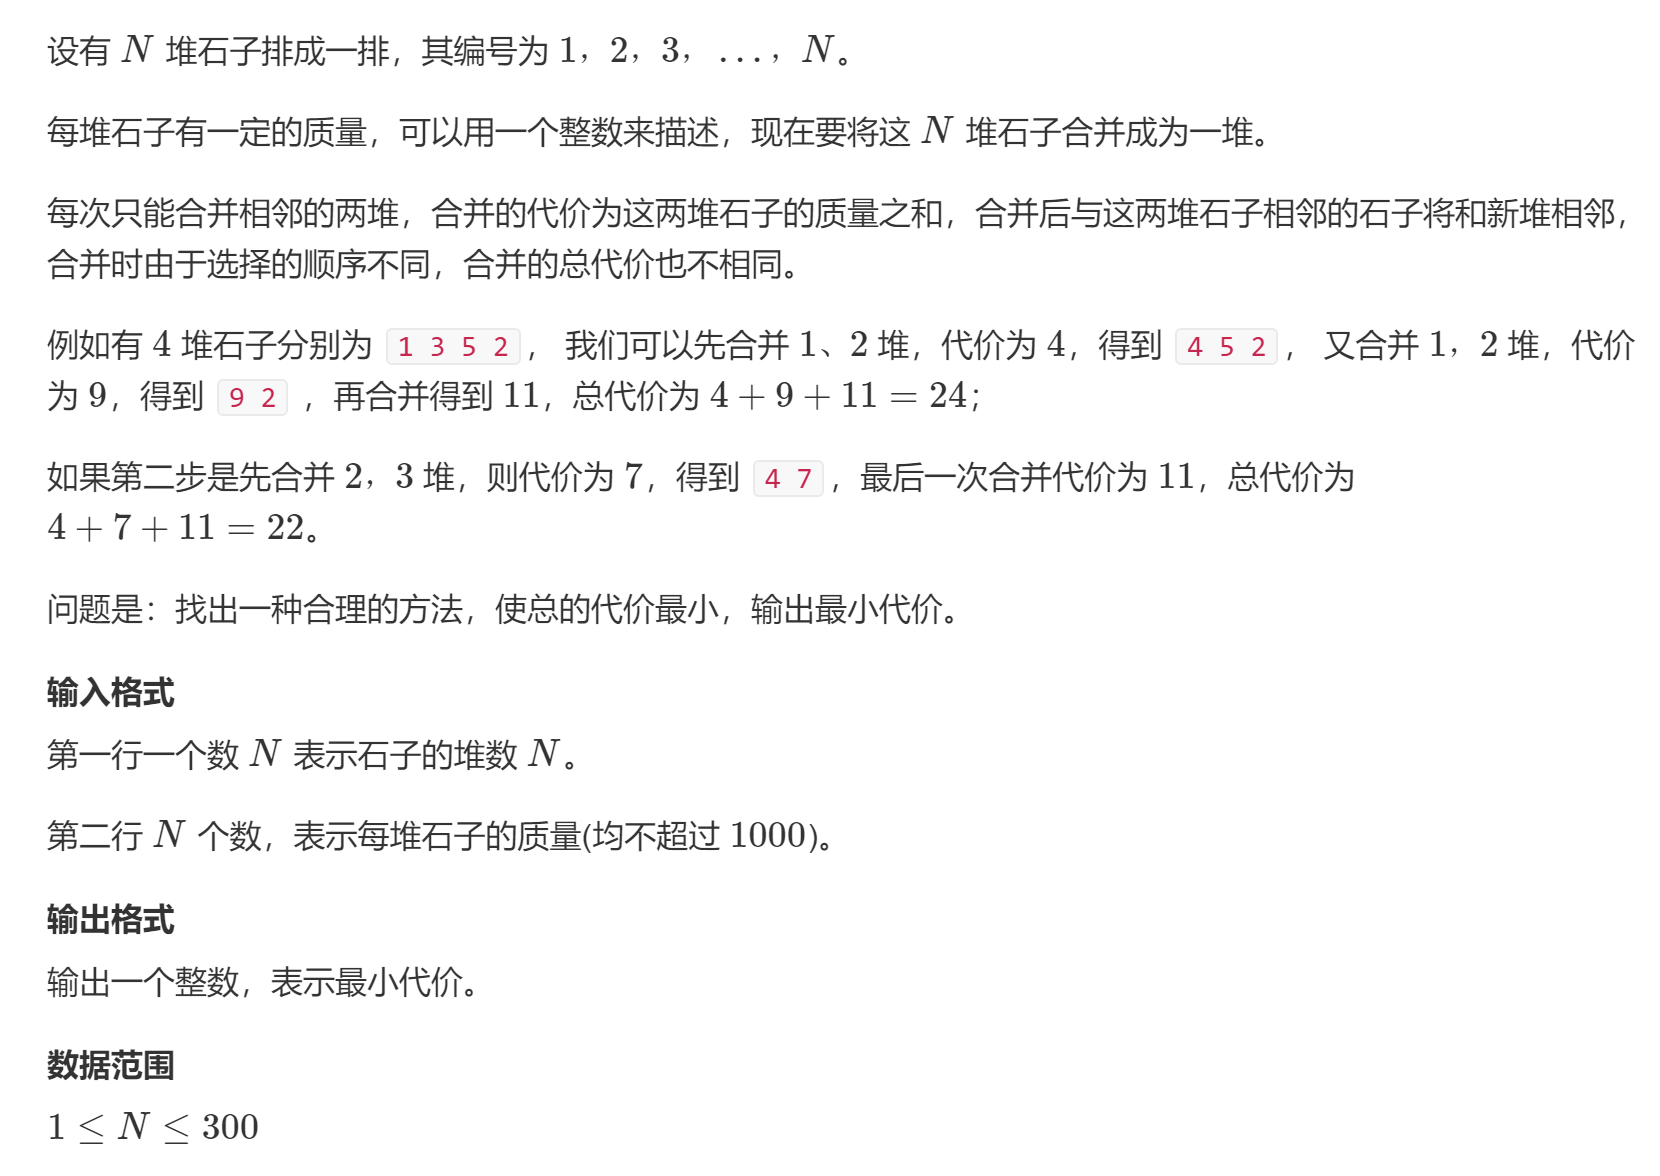 设有 N 堆石子排成一排，其编号为 1，2，3，…，N。
每堆石子有一定的质量，可以用一个整数来描述，现在要将这 N 堆石子合并成为一堆。
每次只能合并相邻的两堆，合并的代价为这两堆石子的质量之和，合并后与这两堆石子相邻的石子将和新堆相邻，
合并时由于选择的顺序不同，合并的总代价也不相同。
例如有 4 堆石子分别为 1 3 5 2， 我们可以先合并 1、2 堆，代价为 4，得到 4 5 2， 又合并 1，2 堆，代价
为 9，得到 9 2 ，再合并得到 11，总代价为 4 + 9 + 11 = 24；
如果第二步是先合并 2，3 堆，则代价为 7，得到 4 7，最后一次合并代价为 11，总代价为
4 + 7 + 11 = 22。
问题是：找出一种合理的方法，使总的代价最小，输出最小代价。
输入格式
第一行一个数 N 表示石子的堆数 N。
第二行 N 个数，表示每堆石子的质量(均不超过 1000)。
输出格式
输出一个整数，表示最小代价。
数据范围
1 ≤ N ≤ 300